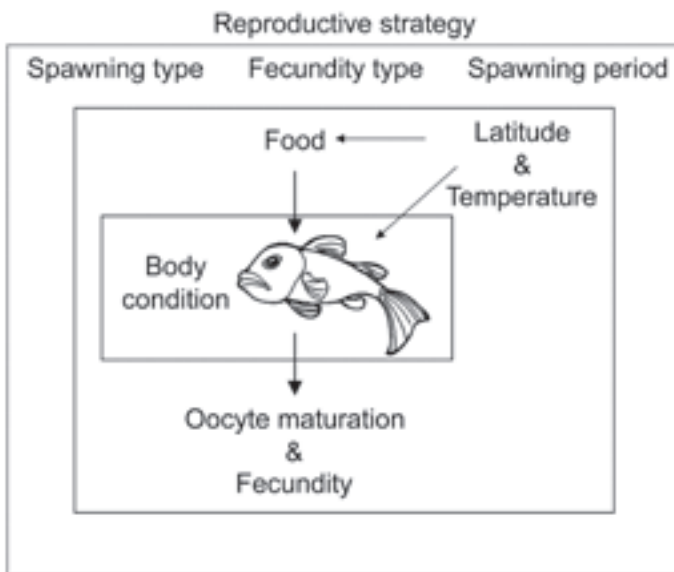 Reproductive strategy
Spawning type Fecundity type Spawning period
Food
Latitude
&
Temperature
Body
condition
Oocyte maturation
&
Fecundity